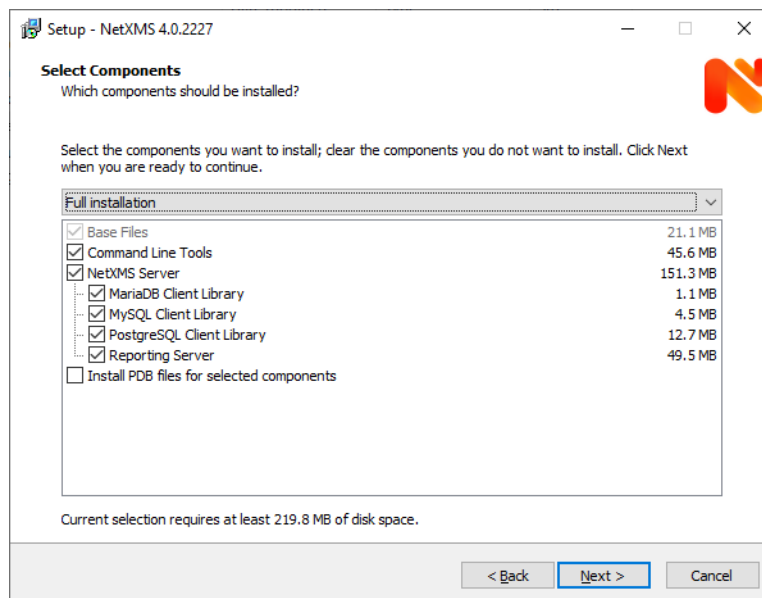 Setup - NetXMS 4.0.2227
Select Components
Which components should be installed?
Select the components you want to install; clear the components you do not want to install. Click Next
when you are ready to continue.
Full installation
Base Files 21.1 MB
Command Line Tools 45.6 MB
NetXMS Server 151.3 MB
MariaDB Client Library 1.1 MB
MySQL Client Library 4.5 MB
PostgreSQL Client Library 12.7 MB
Reporting Server 49.5 MB
Install PDB files for selected components
Current selection requires at least 219.8 MB of disk space.
< Back Next > Cancel